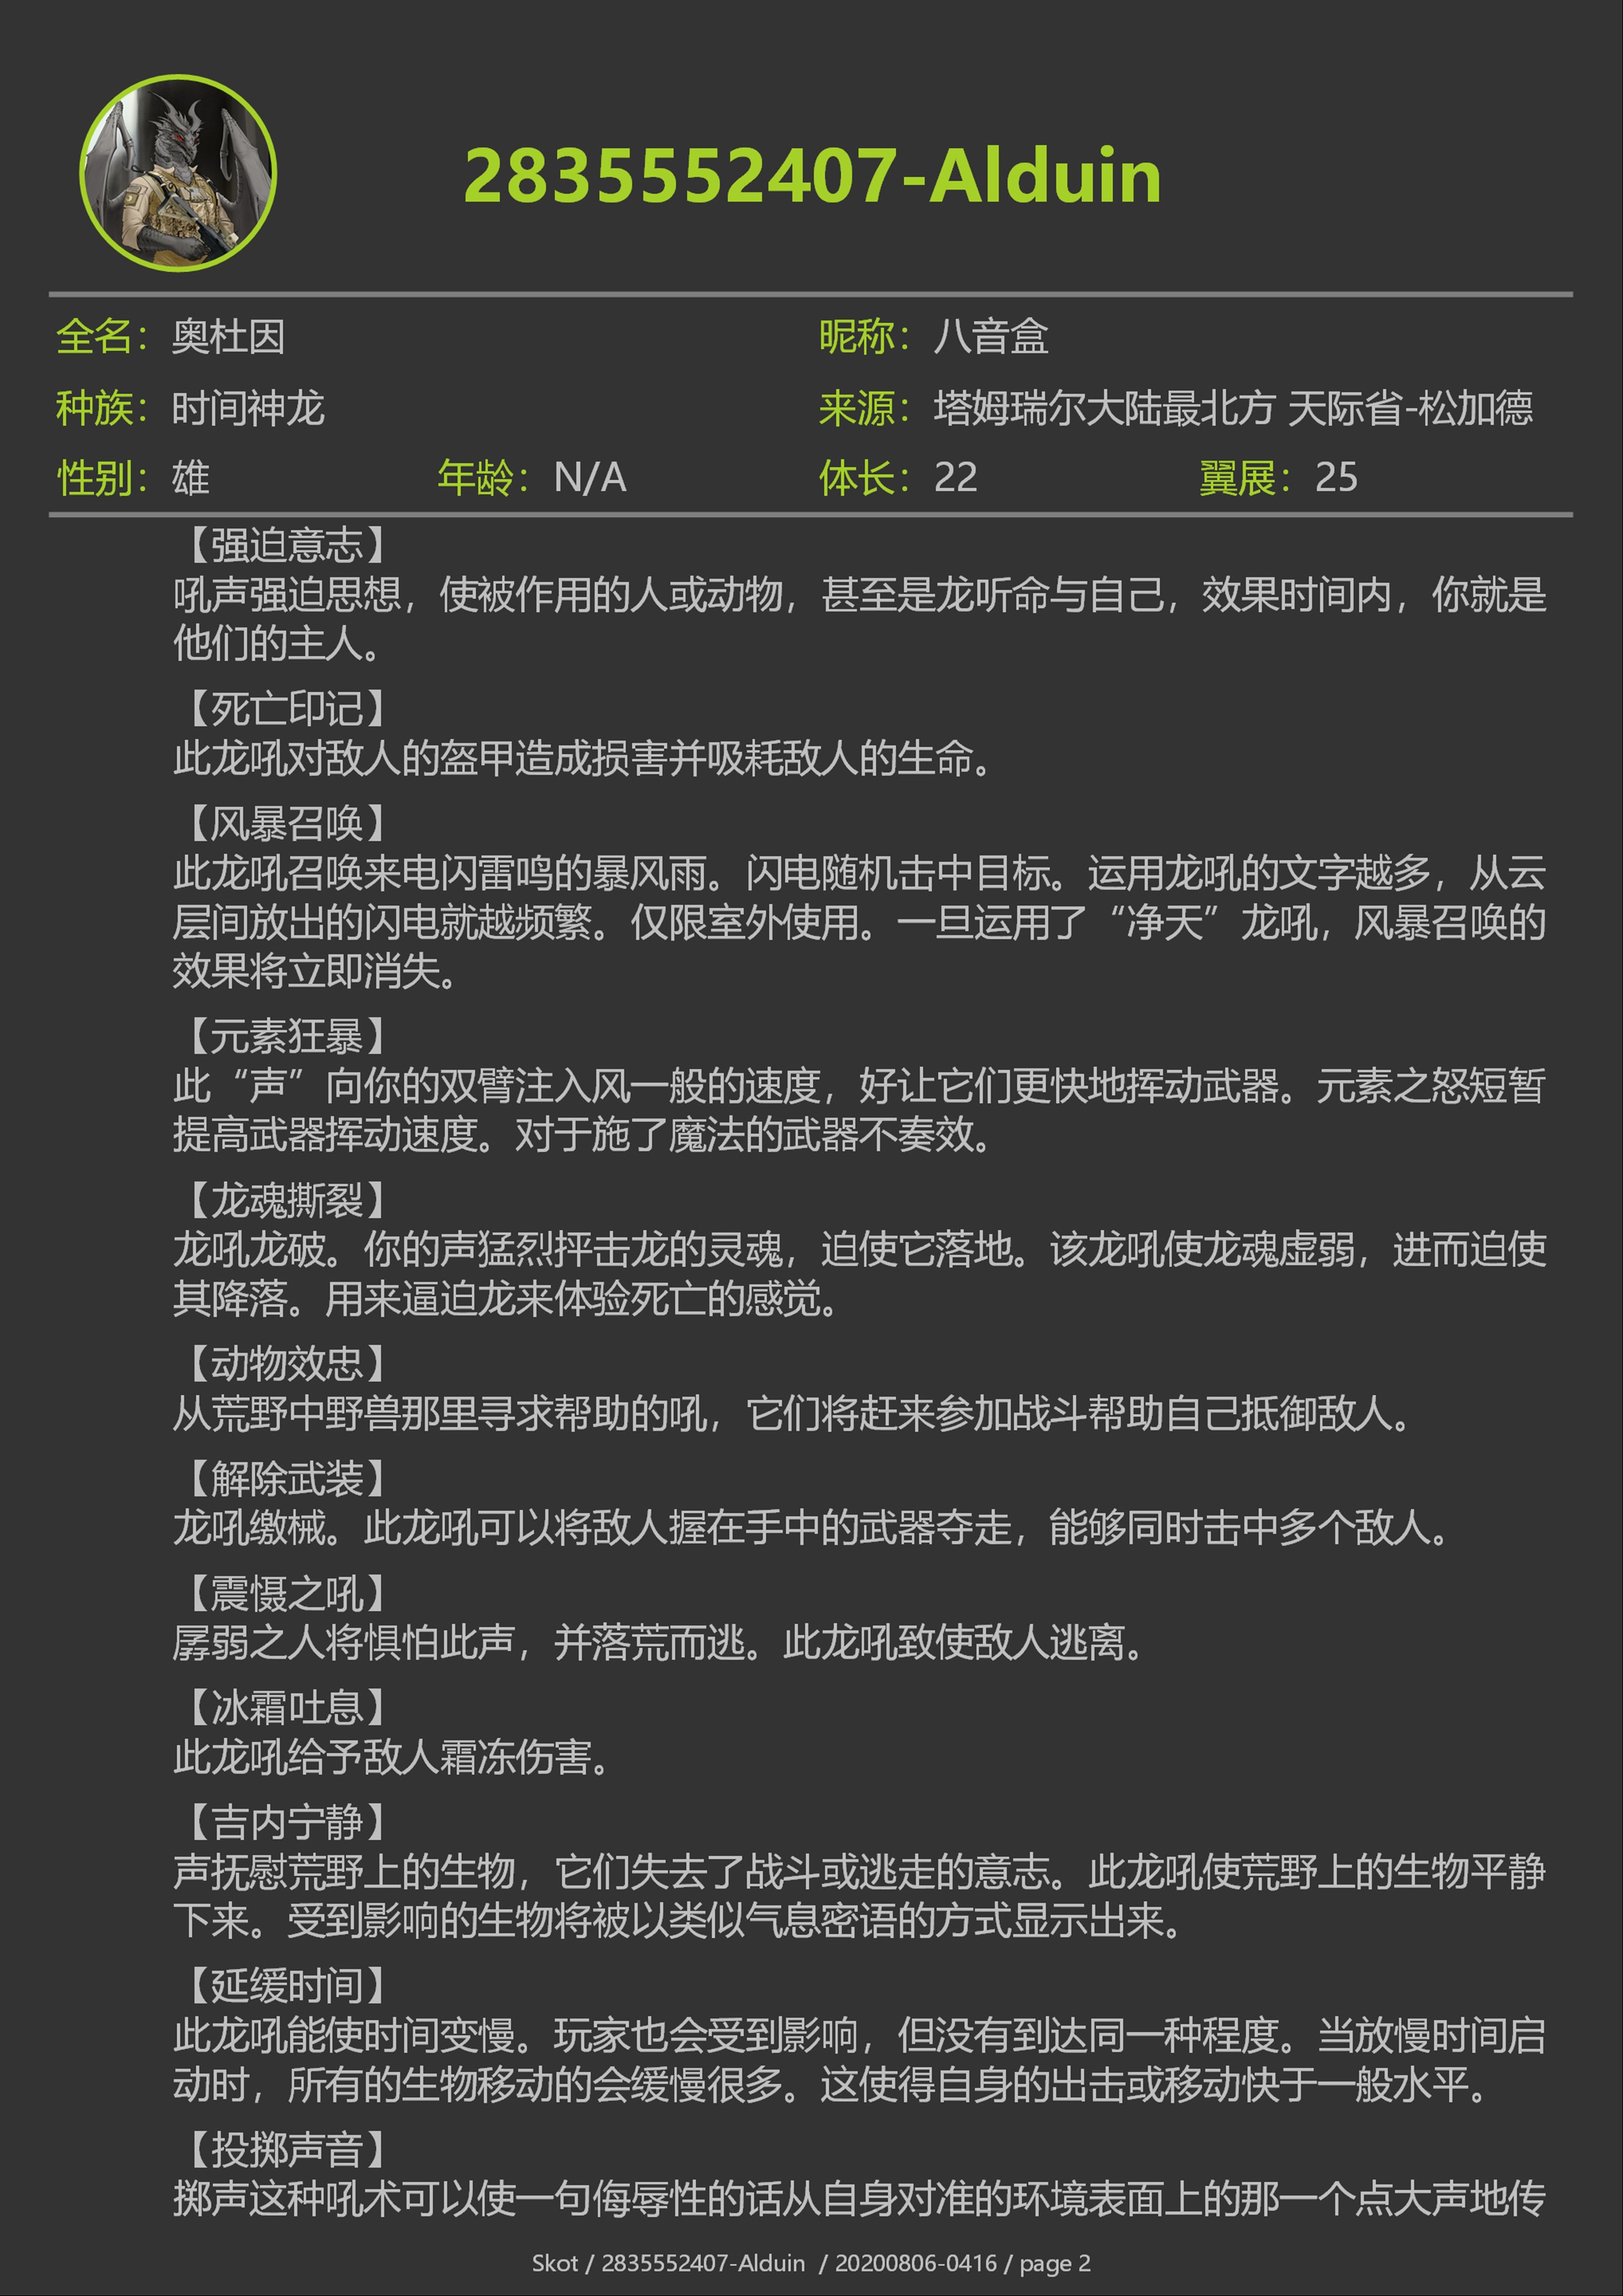 2835552407-Alduin
全名：奥杜因 昵称：八音盒
种族：时间神龙 来源：塔姆瑞尔大陆最北方 天际省-松加德
性别：雄 年龄：N/A 体长：22 翼展：25
【强迫意志】
吼声强迫思想，使被作用的人或动物，甚至是龙听命与自己，效果时间内，你就是
他们的主人。
【死亡印记】
此龙吼对敌人的盔甲造成损害并吸耗敌人的生命。
【风暴召唤】
此龙吼召唤来电闪雷鸣的暴风雨。闪电随机击中目标。运用龙吼的文字越多，从云
层间放出的闪电就越频繁。仅限室外使用。一旦运用了“净天”龙吼，风暴召唤的
效果将立即消失。
【元素狂暴】
此“声”向你的双臂注入风一般的速度，好让它们更快地挥动武器。元素之怒短暂
提高武器挥动速度。对于施了魔法的武器不奏效。
【龙魂撕裂】
龙吼龙破。你的声猛烈抨击龙的灵魂，迫使它落地。该龙吼使龙魂虚弱，进而迫使
其降落。用来逼迫龙来体验死亡的感觉。
【动物效忠】
从荒野中野兽那里寻求帮助的吼，它们将赶来参加战斗帮助自己抵御敌人。
【解除武装】
龙吼缴械。此龙吼可以将敌人握在手中的武器夺走，能够同时击中多个敌人。
【震慑之吼】
孱弱之人将惧怕此声，并落荒而逃。此龙吼致使敌人逃离。
【冰霜吐息】
此龙吼给予敌人霜冻伤害。
【吉内宁静】
声抚慰荒野上的生物，它们失去了战斗或逃走的意志。此龙吼使荒野上的生物平静
下来。受到影响的生物将被以类似气息密语的方式显示出来。
【延缓时间】
此龙吼能使时间变慢。玩家也会受到影响，但没有到达同一种程度。当放慢时间启
动时，所有的生物移动的会缓慢很多。这使得自身的出击或移动快于一般水平。
【投掷声音】
掷声这种吼术可以使一句侮辱性的话从自身对准的环境表面上的那一个点大声地传
Skot / 2835552407-Alduin / 20200806-0416 / page 2